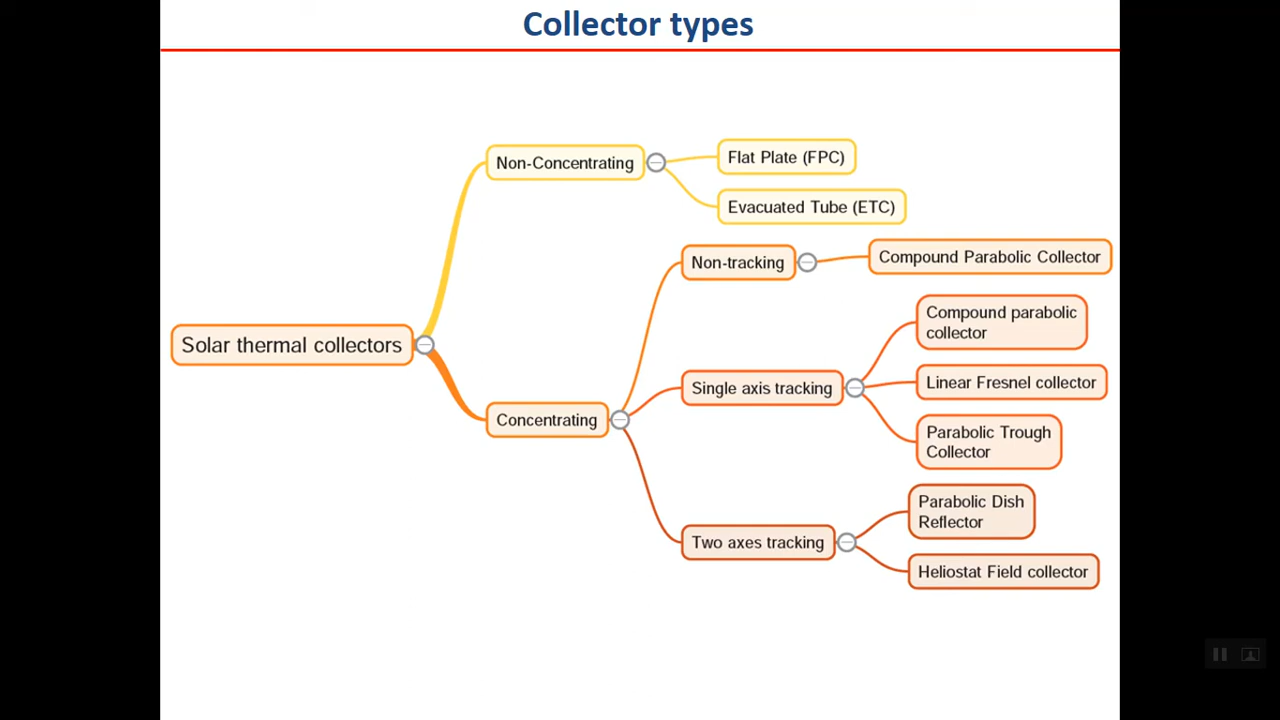 Collector types
Solar thermal collectors
Non-Concentrating
Flat Plate (FPC)
Evacuated Tube (ETC)
Concentrating
Non-tracking
Compound Parabolic Collector
Single axis tracking
Compound parabolic
collector
Linear Fresnel collector
Parabolic Trough
Collector
Two axes tracking
Parabolic Dish
Reflector
Heliostat Field collector